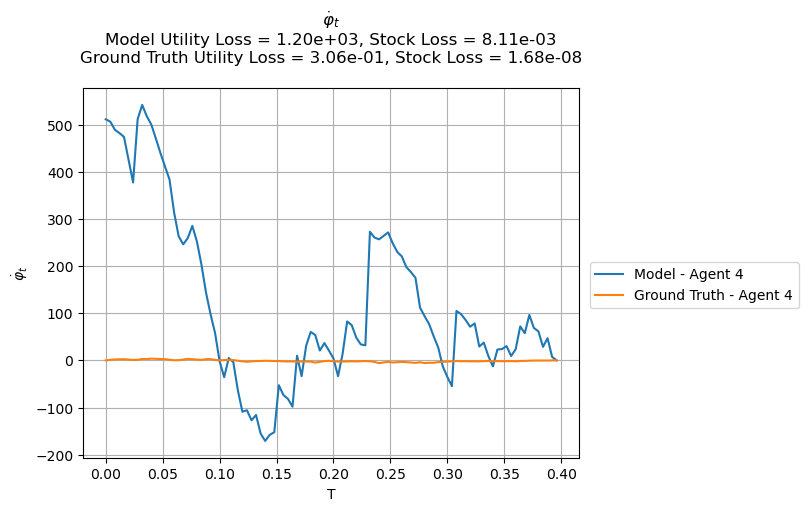 φ̇ₜ
Model Utility Loss = 1.20e+03, Stock Loss = 8.11e-03
Ground Truth Utility Loss = 3.06e-01, Stock Loss = 1.68e-08
φ̇ₜ
500
400
300
200
100
0
−100
−200
0.00 0.05 0.10 0.15 0.20 0.25 0.30 0.35 0.40
T
Model - Agent 4
Ground Truth - Agent 4